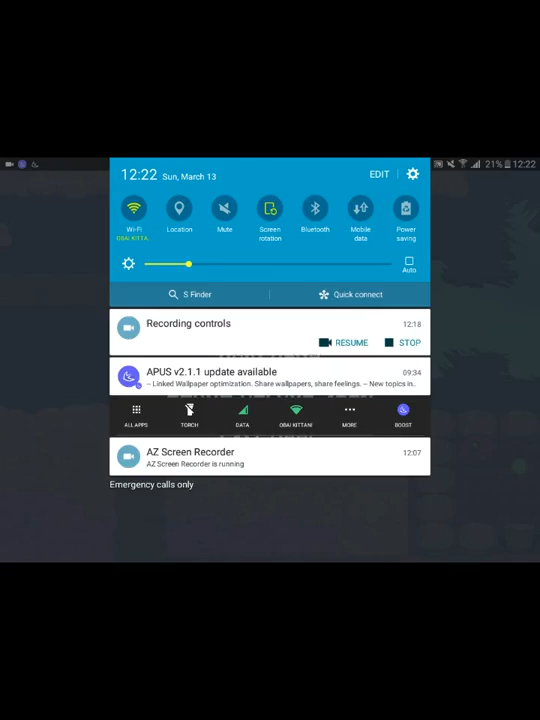 21% 12:22
12:22 Sun, March 13 EDIT
Wi-Fi Location Mute Screen rotation Bluetooth Mobile data Power saving
OBAI KITTA..
Auto
S Finder Quick connect
Recording controls 12:18
RESUME STOP
APUS v2.1.1 update available 09:34
– Linked Wallpaper optimization. Share wallpapers, share feelings. – New topics in..
ALL APPS TORCH DATA OBAI KITTANI MORE BOOST
AZ Screen Recorder 12:07
AZ Screen Recorder is running
Emergency calls only